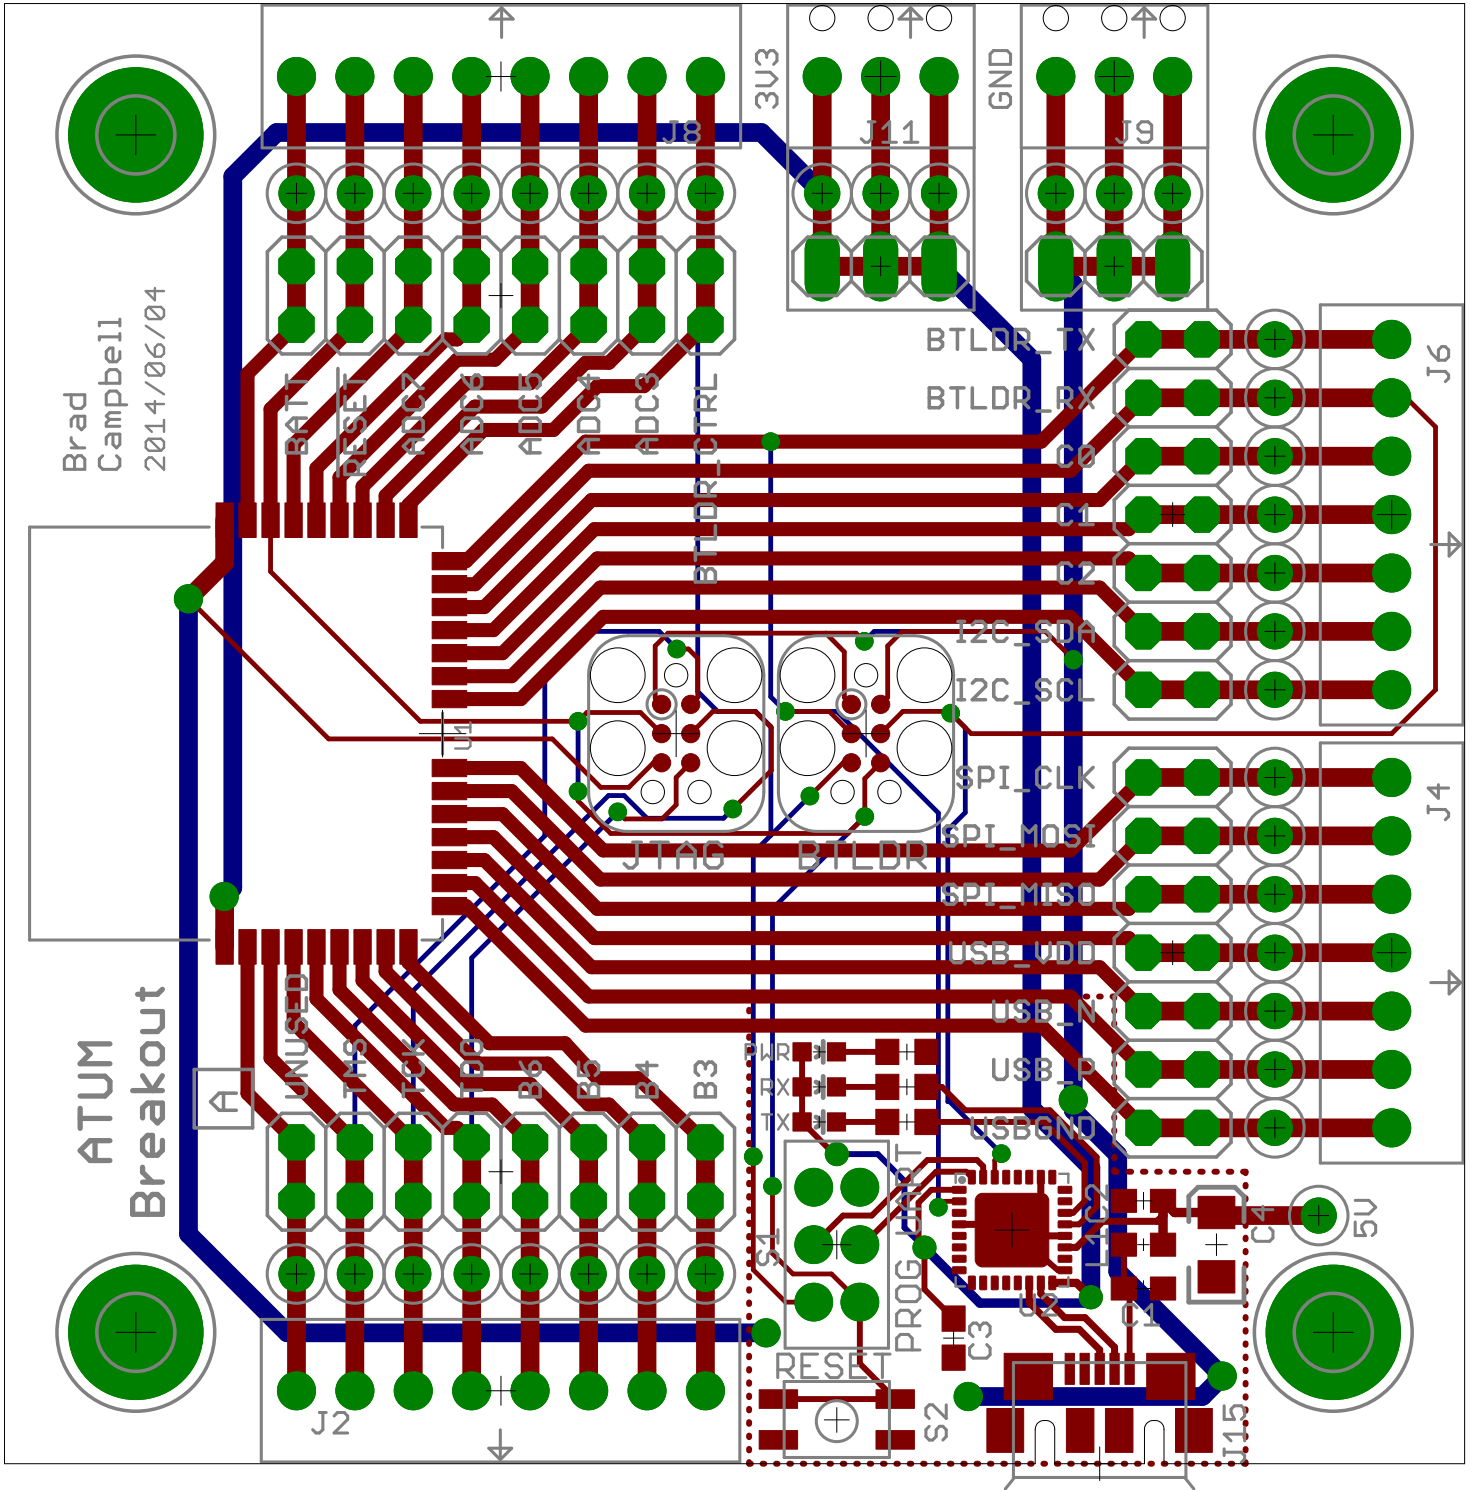 3V3
GND
J8
J11
J9
Brad
Campbell
2014/06/04
BATT
RESET
ADC7
ADC6
ADC5
ADC4
ADC3
BTLDR_CTRL
BTLDR_TX
BTLDR_RX
C0
C1
C2
I2C_SDA
I2C_SCL
J6
U1
JTAG
BTLDR
SPI_CLK
SPI_MOSI
SPI_MISO
USB_VDD
USB_N
USB_P
USBGND
J4
ATUM
Breakout
A
UNUSED
TMS
TCK
TDO
B6
B5
B4
B3
PWR
RX
TX
S1
PROG UART
RESET
U2
L1
C2
C4
5V
C1
C3
S2
J15
J2